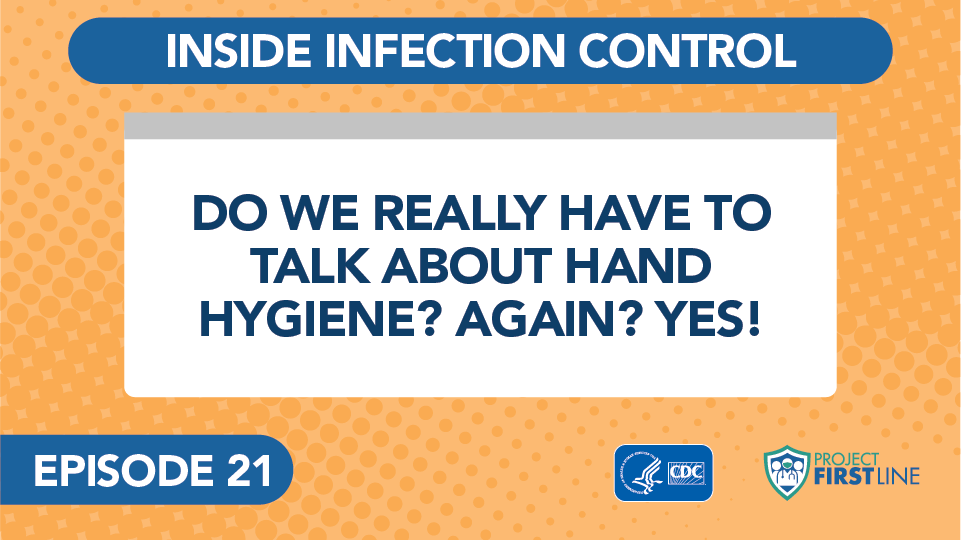 INSIDE INFECTION CONTROL
DO WE REALLY HAVE TO
TALK ABOUT HAND
HYGIENE? AGAIN? YES!
EPISODE 21
CDC
PROJECT
FIRSTLINE